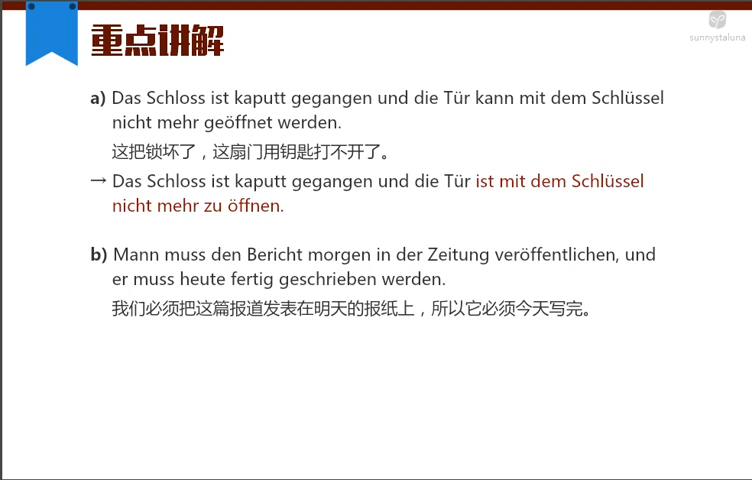 重点讲解
sunnystaluna
a) Das Schloss ist kaputt gegangen und die Tür kann mit dem Schlüssel
nicht mehr geöffnet werden.
这把锁坏了，这扇门用钥匙打不开了。
→ Das Schloss ist kaputt gegangen und die Tür ist mit dem Schlüssel
nicht mehr zu öffnen.
b) Mann muss den Bericht morgen in der Zeitung veröffentlichen, und
er muss heute fertig geschrieben werden.
我们必须把这篇报道发表在明天的报纸上，所以它必须今天写完。